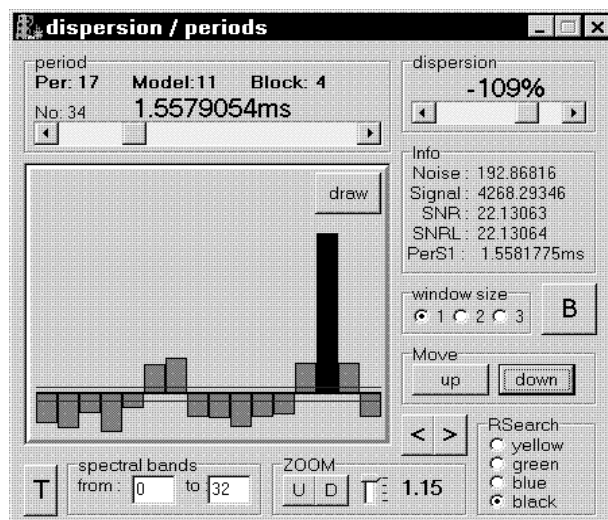 dispersion / periods
period
Per: 17 Model:11 Block: 4
No: 34 1.5579054ms
dispersion
-109%
draw
Info
Noise : 192.86816
Signal : 4268.29346
SNR : 22.13063
SNRL : 22.13064
PerS1 : 1.5581775ms
window size
1 2 3
B
Move
up down
< >
RSearch
yellow
green
blue
black
T
spectral bands
from : 0 to : 32
ZOOM
U D 1.15